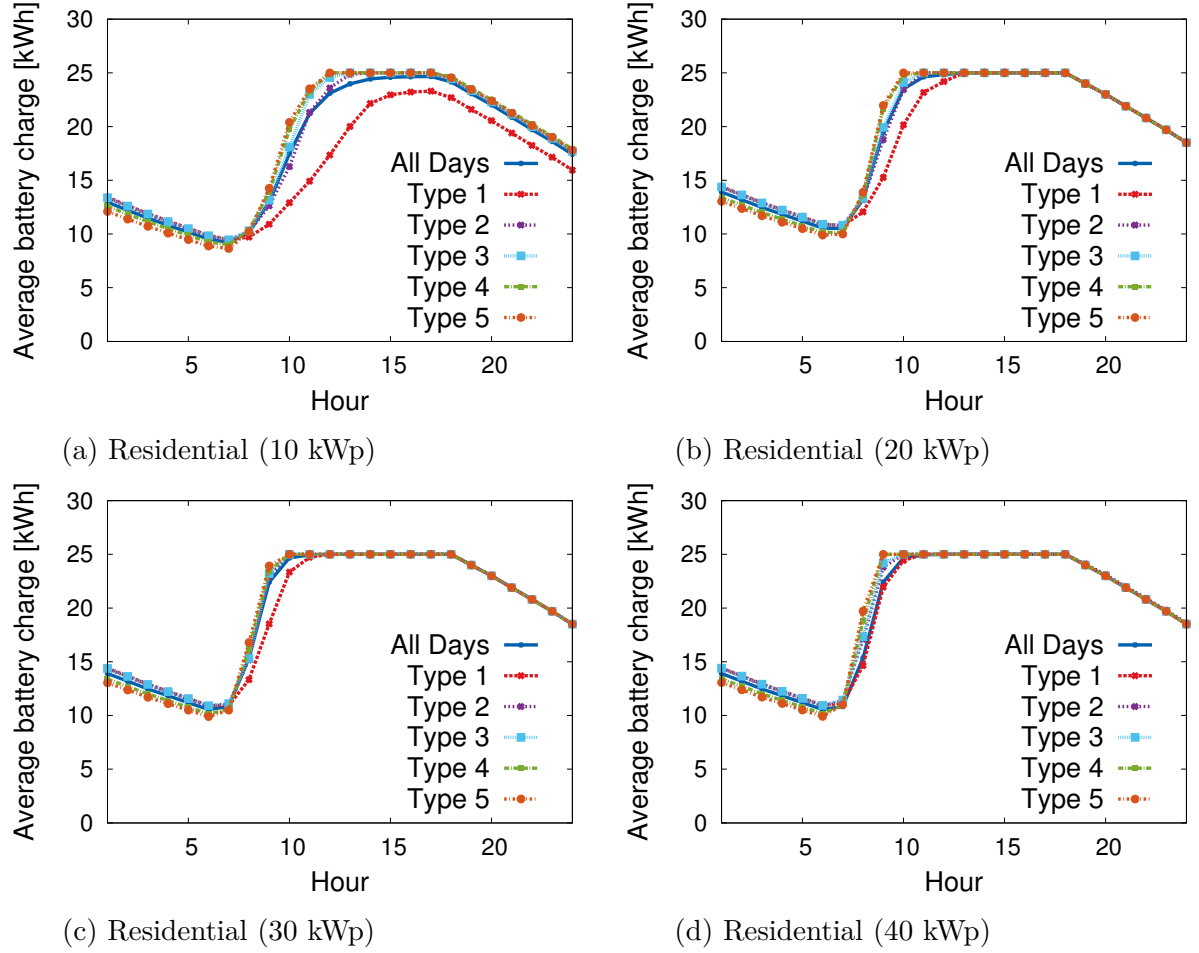 Average battery charge [kWh]
30
25
20
15
10
5
0
5 10 15 20
Hour
All Days
Type 1
Type 2
Type 3
Type 4
Type 5
(a) Residential (10 kWp)
Average battery charge [kWh]
30
25
20
15
10
5
0
5 10 15 20
Hour
All Days
Type 1
Type 2
Type 3
Type 4
Type 5
(b) Residential (20 kWp)
Average battery charge [kWh]
30
25
20
15
10
5
0
5 10 15 20
Hour
All Days
Type 1
Type 2
Type 3
Type 4
Type 5
(c) Residential (30 kWp)
Average battery charge [kWh]
30
25
20
15
10
5
0
5 10 15 20
Hour
All Days
Type 1
Type 2
Type 3
Type 4
Type 5
(d) Residential (40 kWp)